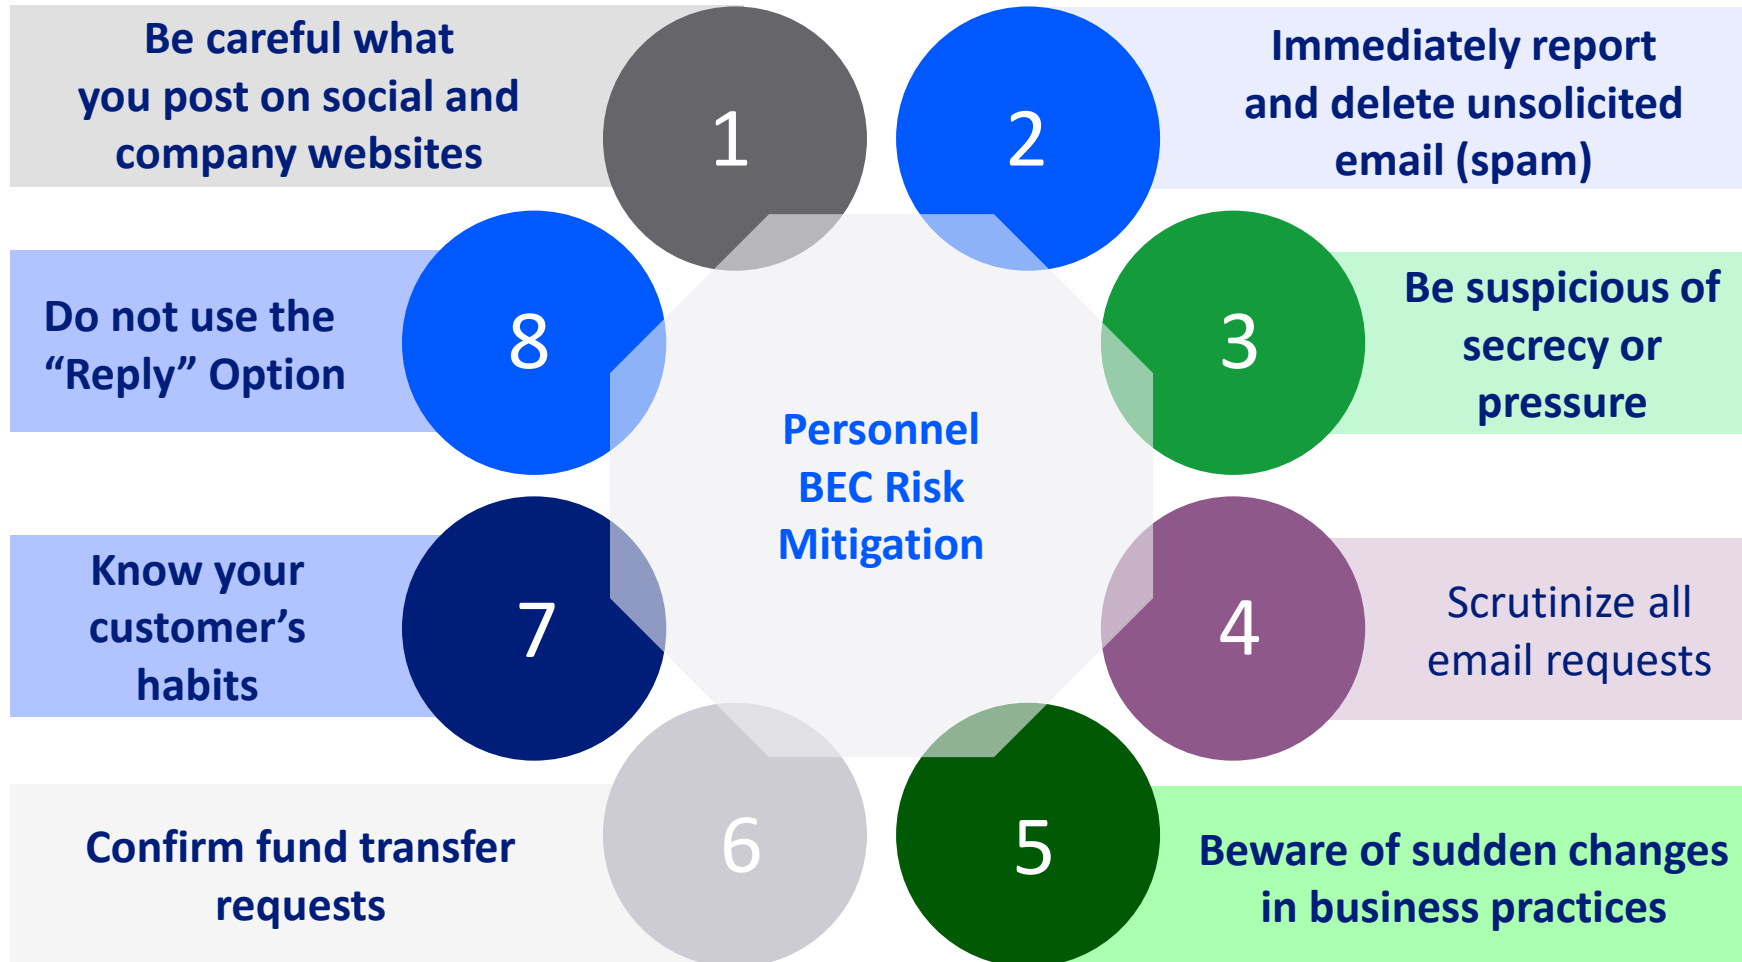 Be careful what
you post on social and
company websites
1
2
Immediately report
and delete unsolicited
email (spam)
3
Be suspicious of
secrecy or
pressure
4
Scrutinize all
email requests
5
Beware of sudden changes
in business practices
6
Confirm fund transfer
requests
7
Know your
customer’s
habits
8
Do not use the
“Reply” Option
Personnel
BEC Risk
Mitigation